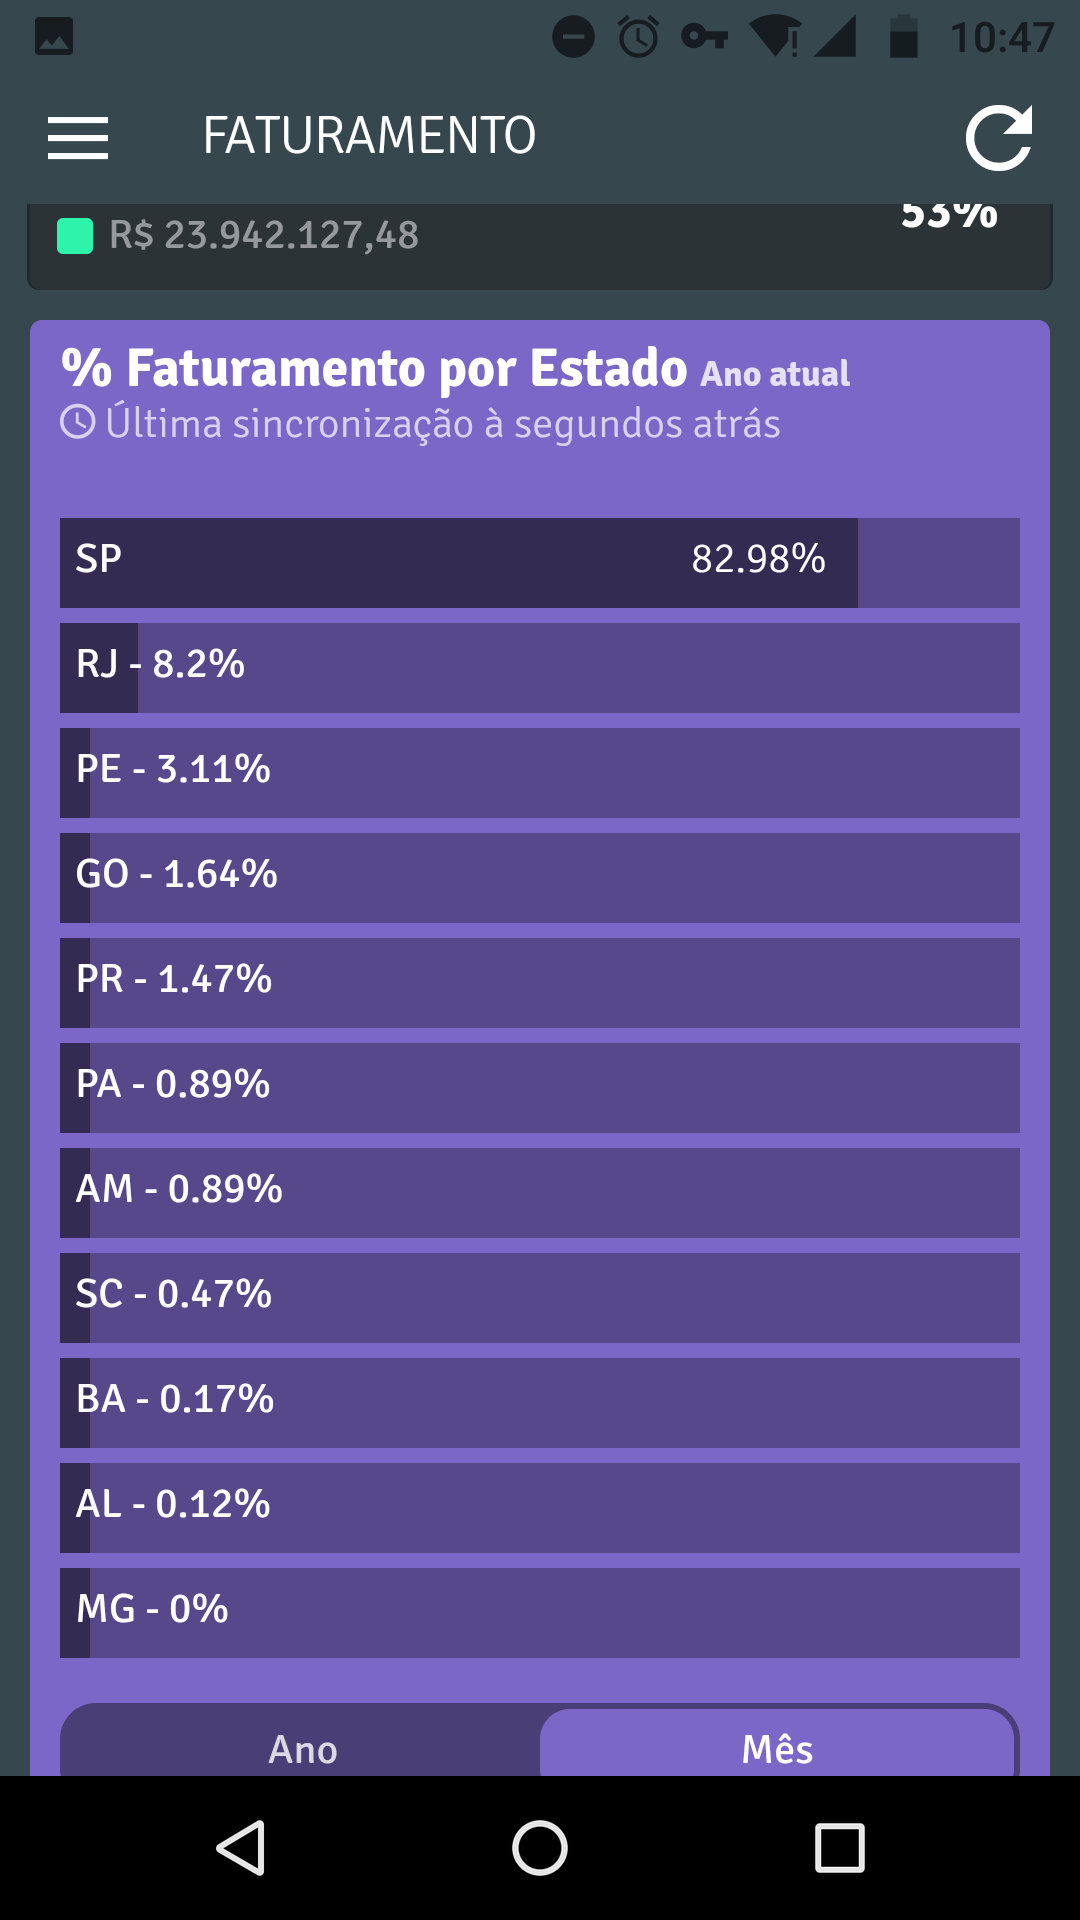 10:47
FATURAMENTO
R$ 23.942.127,48
53%
% Faturamento por Estado Ano atual
Última sincronização à segundos atrás
SP 82.98%
RJ - 8.2%
PE - 3.11%
GO - 1.64%
PR - 1.47%
PA - 0.89%
AM - 0.89%
SC - 0.47%
BA - 0.17%
AL - 0.12%
MG - 0%
Ano Mês